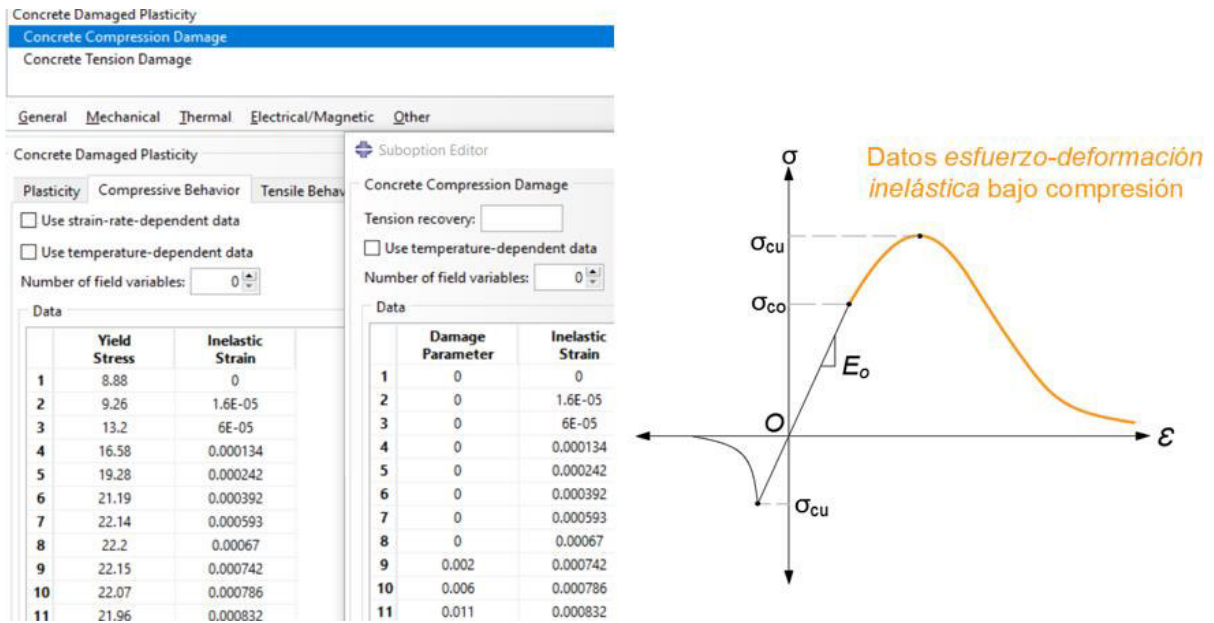 Concrete Damaged Plasticity
Concrete Compression Damage
Concrete Tension Damage
General Mechanical Thermal Electrical/Magnetic Other
Concrete Damaged Plasticity
Plasticity Compressive Behavior Tensile Behav
Use strain-rate-dependent data
Use temperature-dependent data
Number of field variables: 0
Data
Yield Stress Inelastic Strain
1 8.88 0
2 9.26 1.6E-05
3 13.2 6E-05
4 16.58 0.000134
5 19.28 0.000242
6 21.19 0.000392
7 22.14 0.000593
8 22.2 0.00067
9 22.15 0.000742
10 22.07 0.000786
11 21.96 0.000832
Suboption Editor
Concrete Compression Damage
Tension recovery:
Use temperature-dependent data
Number of field variables: 0
Data
Damage Parameter Inelastic Strain
1 0 0
2 0 1.6E-05
3 0 6E-05
4 0 0.000134
5 0 0.000242
6 0 0.000392
7 0 0.000593
8 0 0.00067
9 0.002 0.000742
10 0.006 0.000786
11 0.011 0.000832
σ
Datos esfuerzo-deformación
inelástica bajo compresión
σcu
σco
Eo
O
ε
σcu